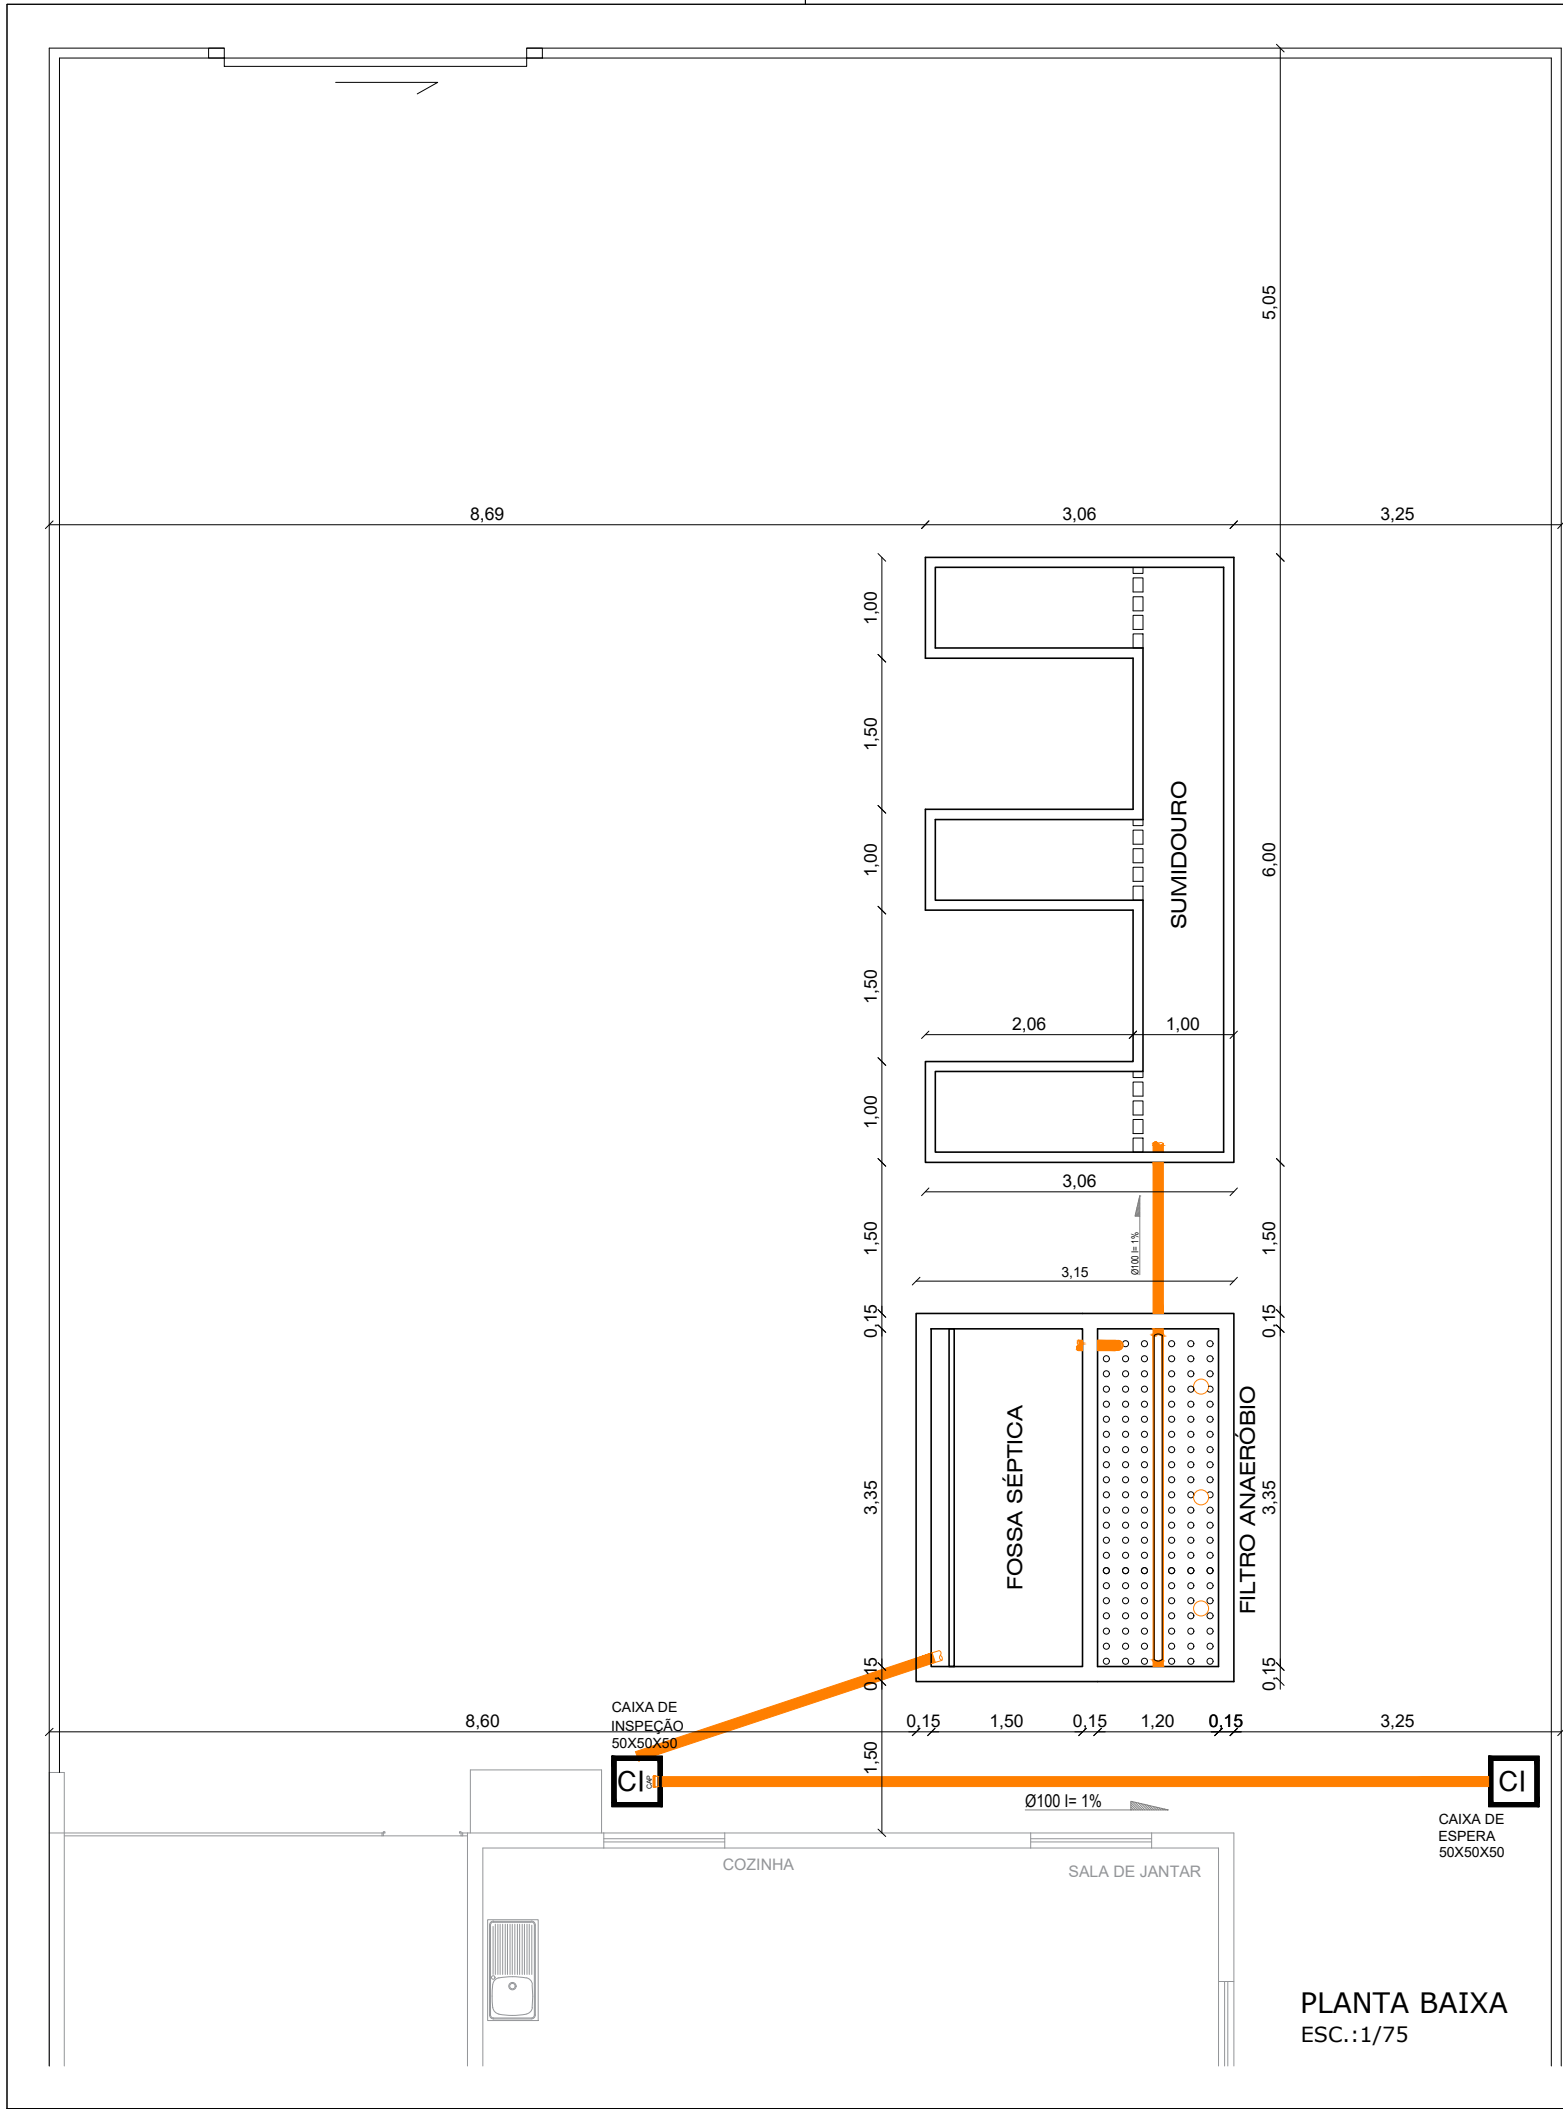 5,05
8,69
3,06
3,25
1,00
1,50
1,00
1,50
1,00
1,50
0,15
3,35
0,15
1,50
SUMIDOURO
6,00
2,06
1,00
3,06
Ø100 I= 1%
1,50
3,15
0,15
FOSSA SÉPTICA
FILTRO ANAERÓBIO
3,35
0,15
CAIXA DE
INSPEÇÃO
50X50X50
8,60
0,15
1,50
0,15
1,20
0,15
3,25
CI
CAP
CI
Ø100 I= 1%
CAIXA DE
ESPERA
50X50X50
COZINHA
SALA DE JANTAR
PLANTA BAIXA
ESC.:1/75